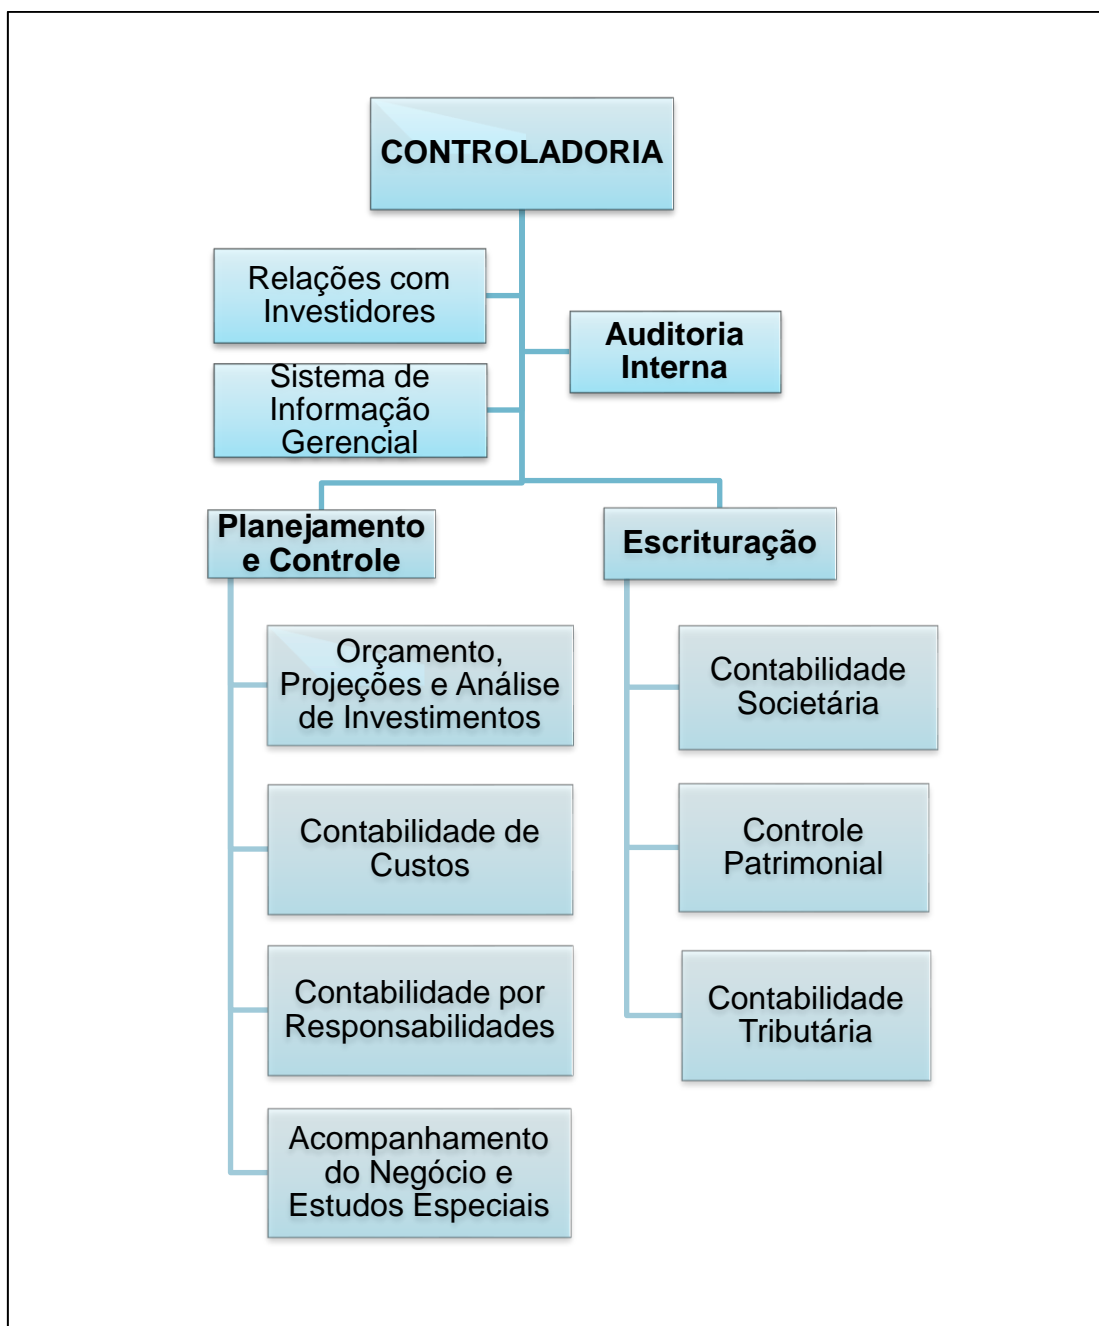 CONTROLADORIA
Relações com
Investidores
Auditoria
Interna
Sistema de
Informação
Gerencial
Planejamento
e Controle
Escrituração
Orçamento,
Projeções e Análise
de Investimentos
Contabilidade de
Custos
Contabilidade por
Responsabilidades
Acompanhamento
do Negócio e
Estudos Especiais
Contabilidade
Societária
Controle
Patrimonial
Contabilidade
Tributária